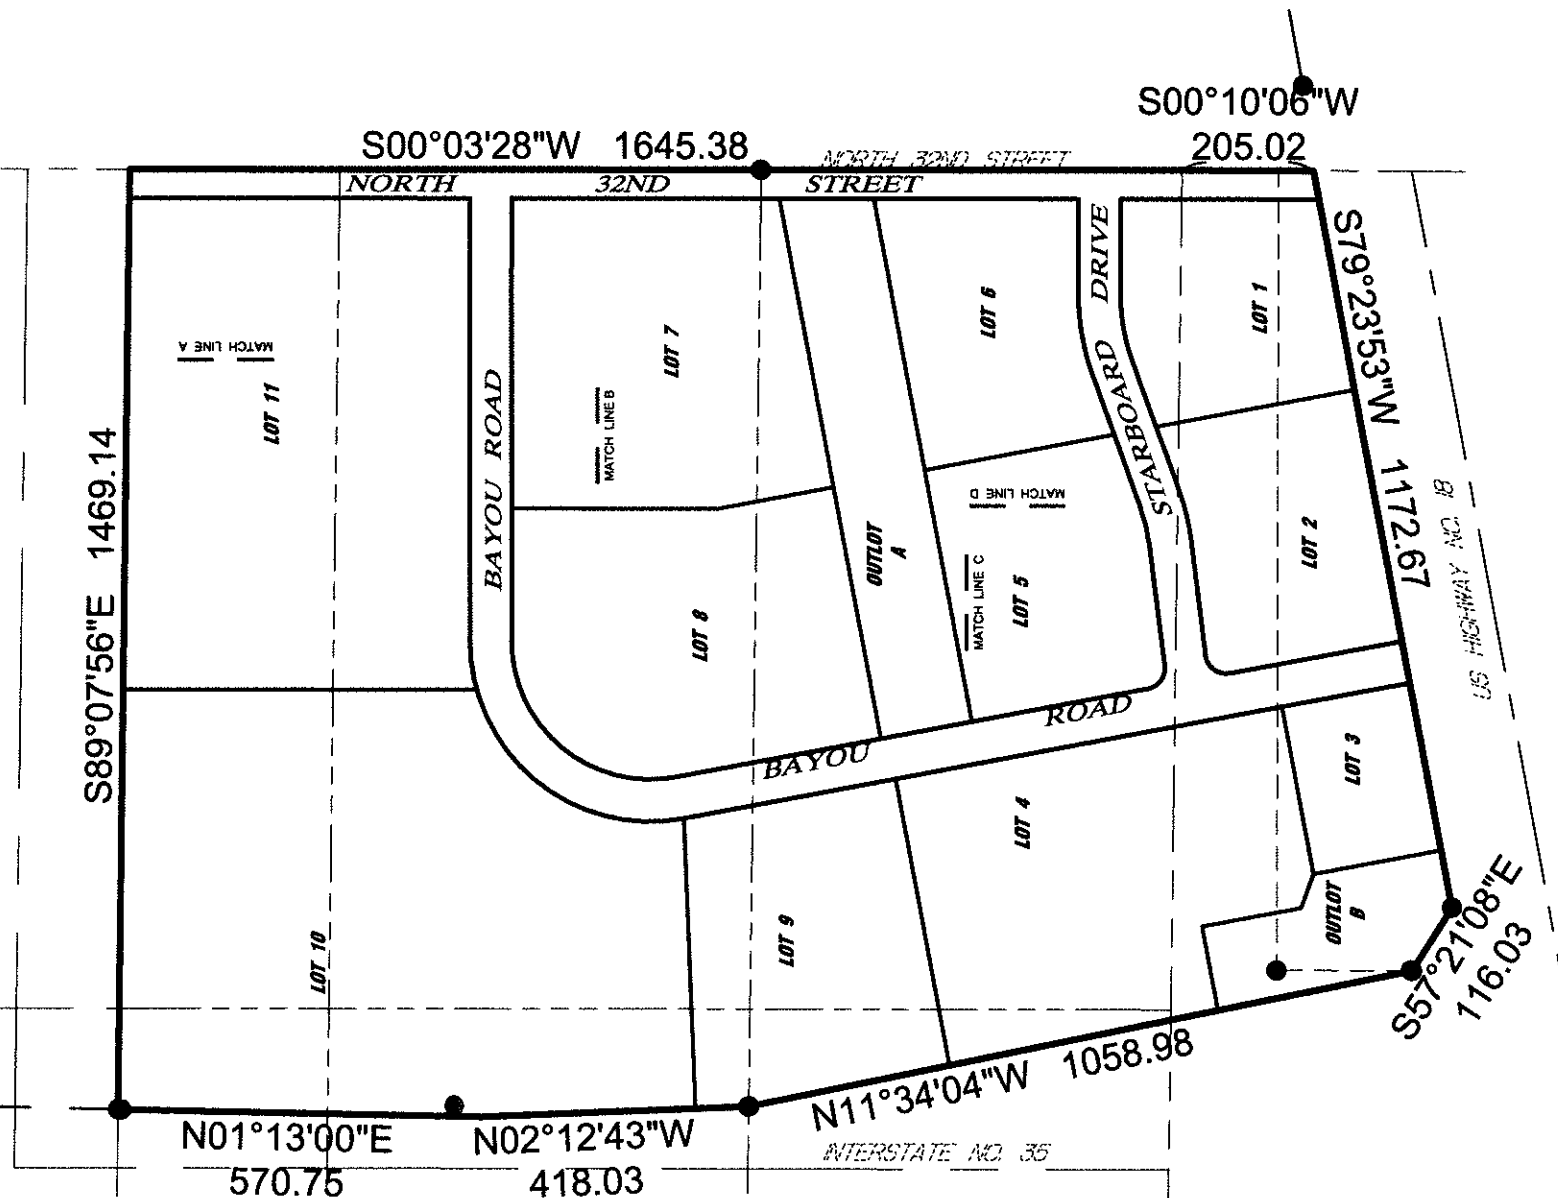 S00°10'06"W
205.02
S00°03'28"W 1645.38
NORTH 32ND STREET
NORTH 32ND STREET
S79°23'53"W 1172.67
US HIGHWAY NO. 18
MATCH LINE A
LOT 11
BAYOU ROAD
LOT 7
MATCH LINE B
LOT 6
STARBOARD DRIVE
LOT 1
LOT 2
MATCH LINE D
MATCH LINE C
LOT 5
OUTLOT
A
LOT 8
S89°07'56"E 1469.14
BAYOU ROAD
LOT 3
LOT 4
LOT 9
LOT 10
OUTLOT
B
S57°21'08"E
116.03
N11°34'04"W 1058.98
N01°13'00"E
570.75
N02°12'43"W
418.03
INTERSTATE NO. 35